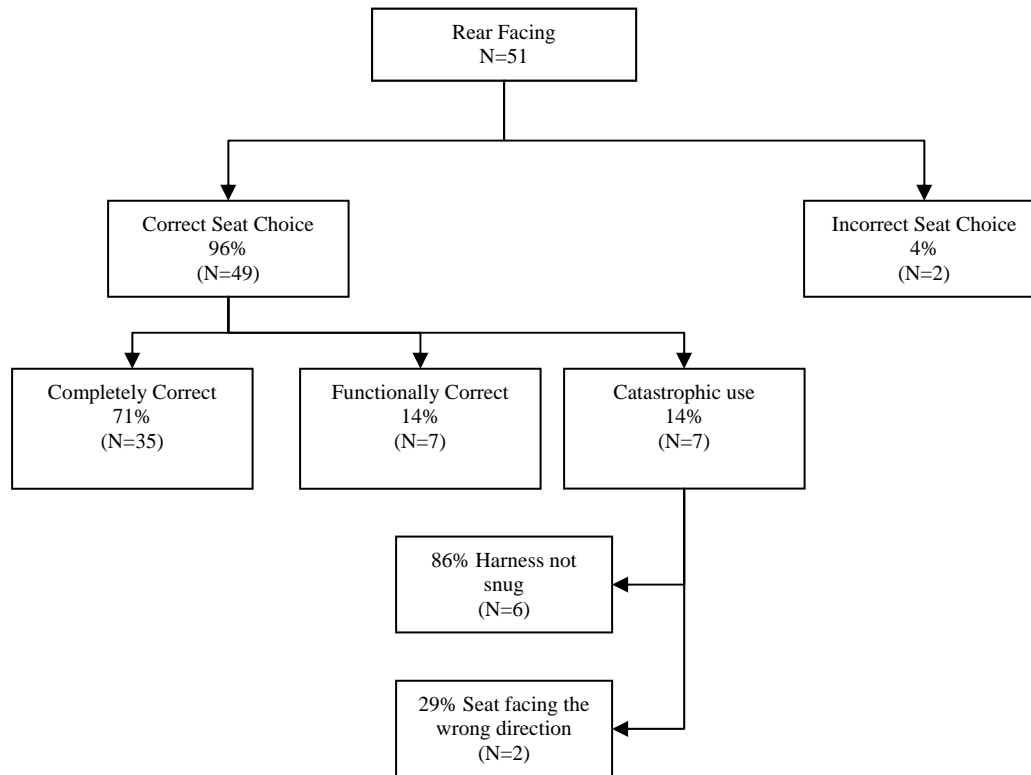 Rear Facing
N=51
Correct Seat Choice
96%
(N=49)
Incorrect Seat Choice
4%
(N=2)
Completely Correct
71%
(N=35)
Functionally Correct
14%
(N=7)
Catastrophic use
14%
(N=7)
86% Harness not
snug
(N=6)
29% Seat facing the
wrong direction
(N=2)